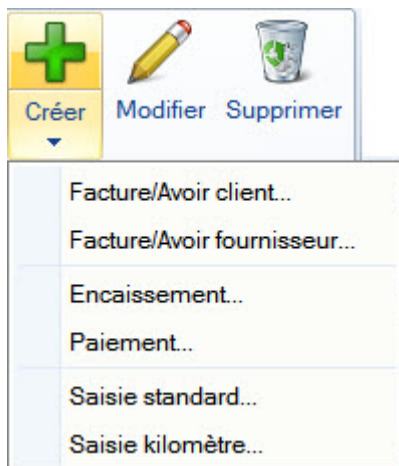 Créer Modifier Supprimer
Facture/Avoir client...
Facture/Avoir fournisseur...
Encaissement...
Paiement...
Saisie standard...
Saisie kilomètre...